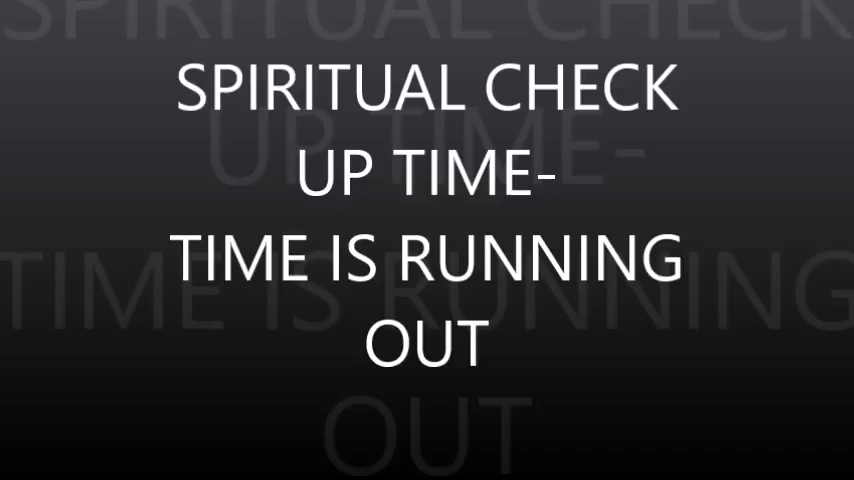 SPIRITUAL CHECK
UP TIME-
TIME IS RUNNING
OUT